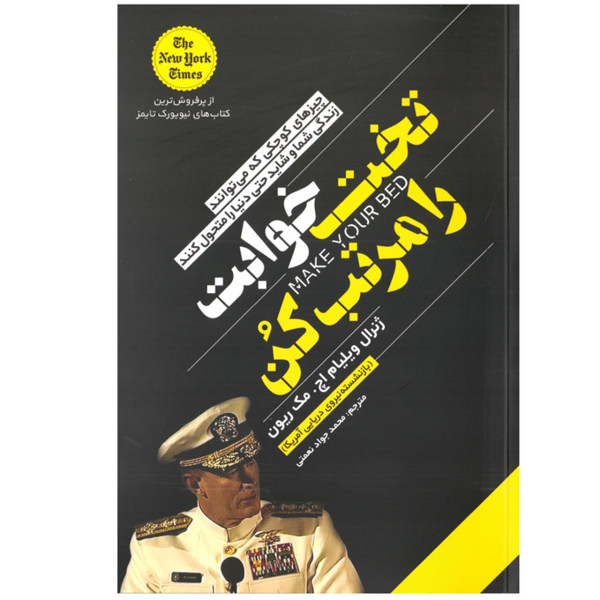 The
New York
Times
از پرفروش‌ترین
کتاب‌های نیویورک تایمز
چیزهای کوچکی که می‌توانند
زندگی شما و شاید حتی دنیا را متحول کنند
تخت خوابت
MAKE YOUR BED
را مرتب کن
ژنرال ویلیام اچ. مک ریون
(بازنشسته نیروی دریایی آمریکا)
مترجم: محمد جواد نعمتی